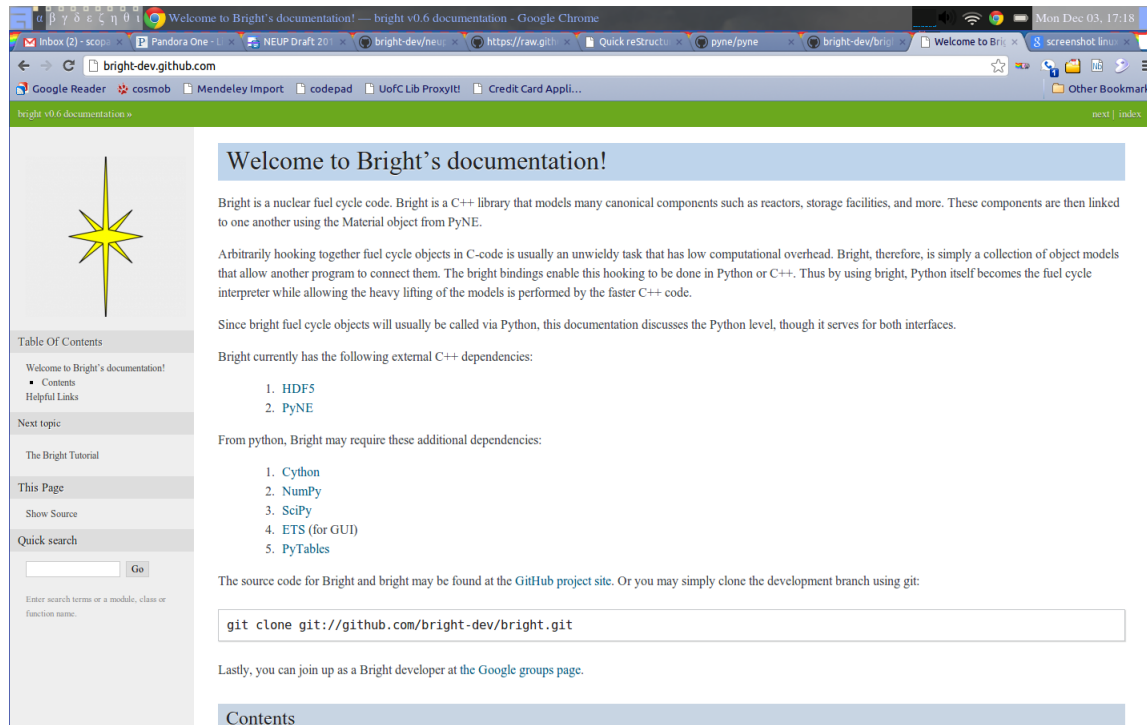 α β γ δ ε ζ η θ ι Welcome to Bright's documentation! — bright v0.6 documentation - Google Chrome Mon Dec 03, 17:18
Inbox (2) - scopa Pandora One - Li NEUP Draft 201 bright-dev/neup https://raw.gith Quick reStructu pyne/pyne bright-dev/brig Welcome to Brig screenshot linux
bright-dev.github.com
Google Reader cosmob Mendeley Import codepad UofC Lib ProxyIt! Credit Card Appli... Other Bookmark
bright v0.6 documentation » next | index
Welcome to Bright's documentation!
Bright is a nuclear fuel cycle code. Bright is a C++ library that models many canonical components such as reactors, storage facilities, and more. These components are then linked
to one another using the Material object from PyNE.
Arbitrarily hooking together fuel cycle objects in C-code is usually an unwieldy task that has low computational overhead. Bright, therefore, is simply a collection of object models
that allow another program to connect them. The bright bindings enable this hooking to be done in Python or C++. Thus by using bright, Python itself becomes the fuel cycle
interpreter while allowing the heavy lifting of the models is performed by the faster C++ code.
Since bright fuel cycle objects will usually be called via Python, this documentation discusses the Python level, though it serves for both interfaces.
Bright currently has the following external C++ dependencies:
1. HDF5
2. PyNE
From python, Bright may require these additional dependencies:
1. Cython
2. NumPy
3. SciPy
4. ETS (for GUI)
5. PyTables
The source code for Bright and bright may be found at the GitHub project site. Or you may simply clone the development branch using git:
git clone git://github.com/bright-dev/bright.git
Lastly, you can join up as a Bright developer at the Google groups page.
Contents
Table Of Contents
Welcome to Bright's documentation!
Contents
Helpful Links
Next topic
The Bright Tutorial
This Page
Show Source
Quick search
Go
Enter search terms or a module, class or
function name.